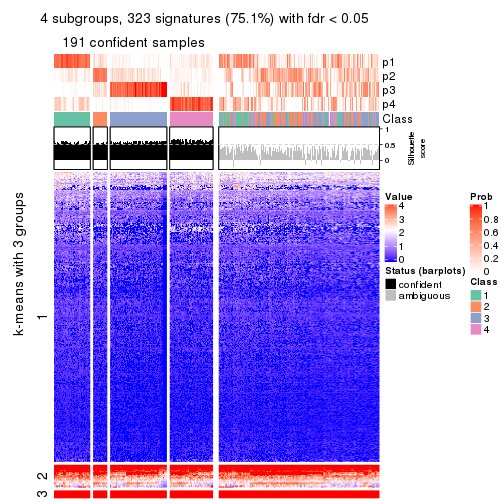 4 subgroups, 323 signatures (75.1%) with fdr < 0.05
191 confident samples
p1
p2
p3
p4
Class
1
0.5
0
Silhouette
score
k-means with 3 groups
1
2
3
Value
4
3
2
1
0
Status (barplots)
confident
ambiguous
Prob
1
0.8
0.6
0.4
0.2
0
Class
1
2
3
4